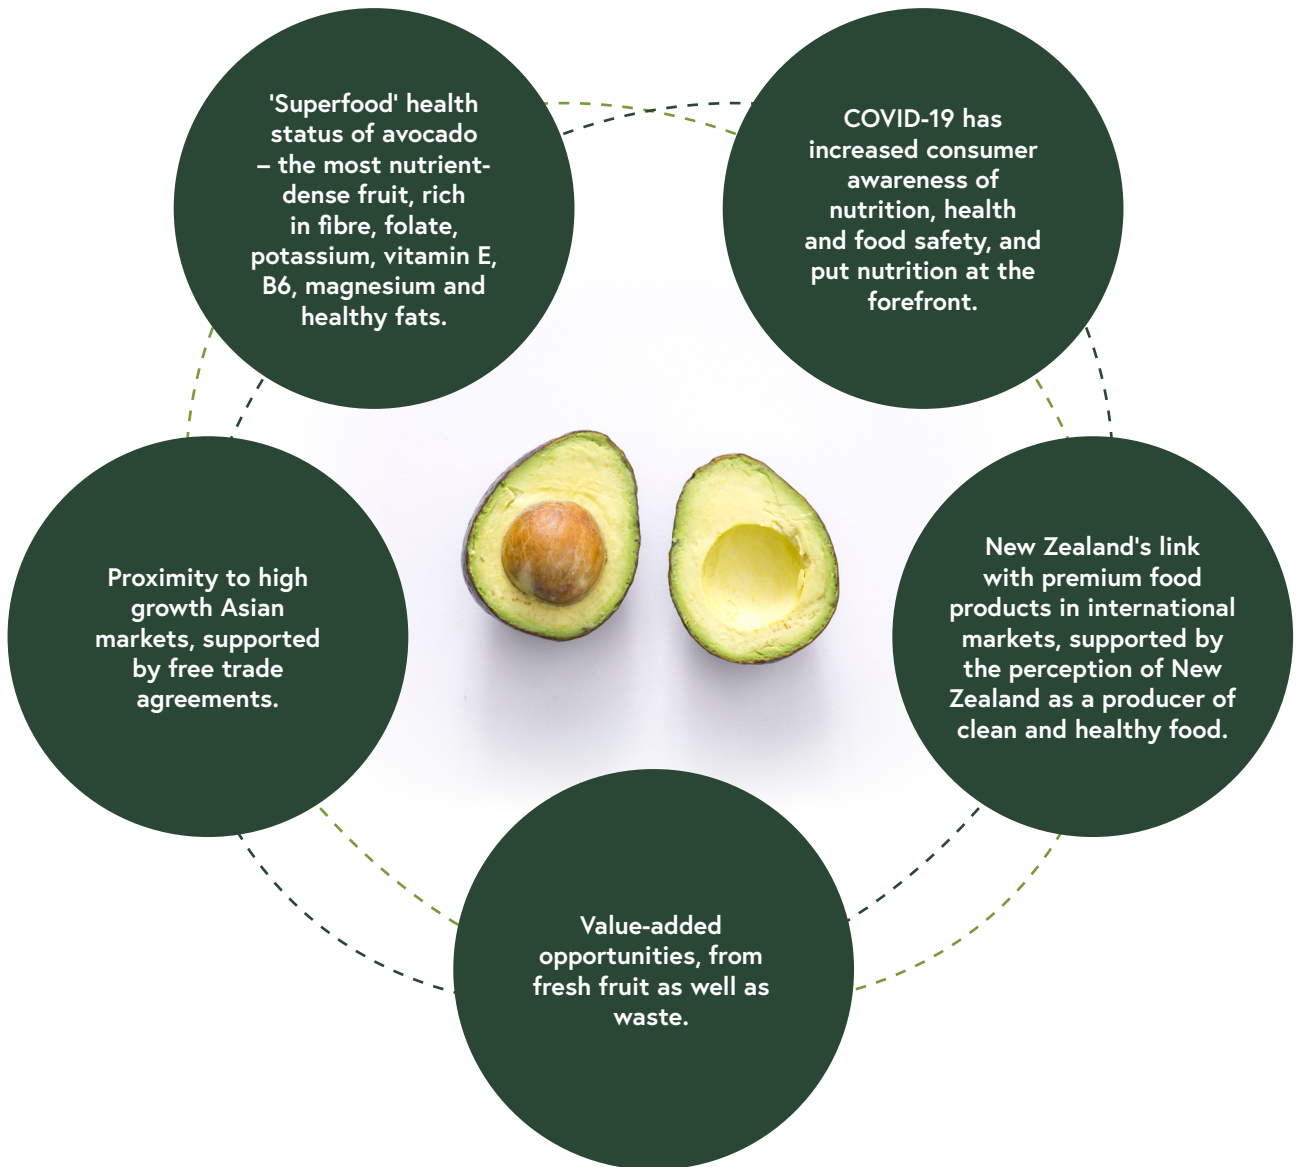 'Superfood' health
status of avocado
– the most nutrient-
dense fruit, rich
in fibre, folate,
potassium, vitamin E,
B6, magnesium and
healthy fats.
COVID-19 has
increased consumer
awareness of
nutrition, health
and food safety, and
put nutrition at the
forefront.
Proximity to high
growth Asian
markets, supported
by free trade
agreements.
New Zealand's link
with premium food
products in international
markets, supported by
the perception of New
Zealand as a producer of
clean and healthy food.
Value-added
opportunities, from
fresh fruit as well as
waste.